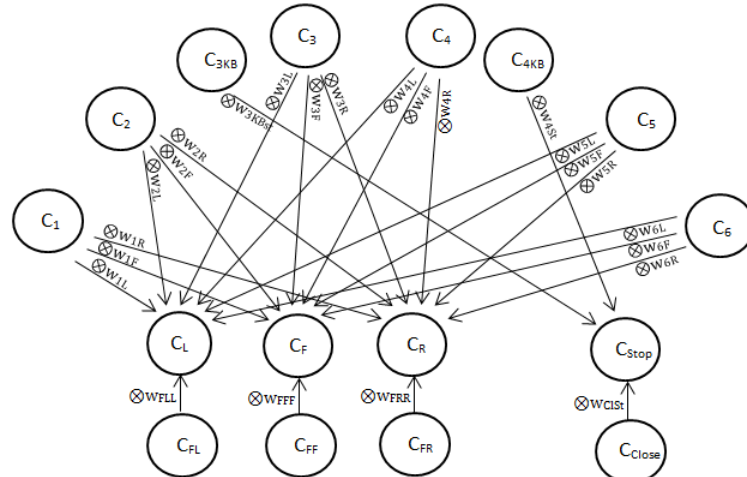 C3
C4
C3KB
C4KB
C2
C5
C1
C6
⊗W3KBst
⊗W3L
⊗W3F
⊗W3R
⊗W4L
⊗W4F
⊗W4R
⊗W4St
⊗W2R
⊗W2F
⊗W2L
⊗W5L
⊗W5F
⊗W5R
⊗W1R
⊗W1F
⊗W1L
⊗W6L
⊗W6F
⊗W6R
CL
CF
CR
CStop
⊗WFLL
⊗WFFF
⊗WFRR
⊗WClSt
CFL
CFF
CFR
CClose